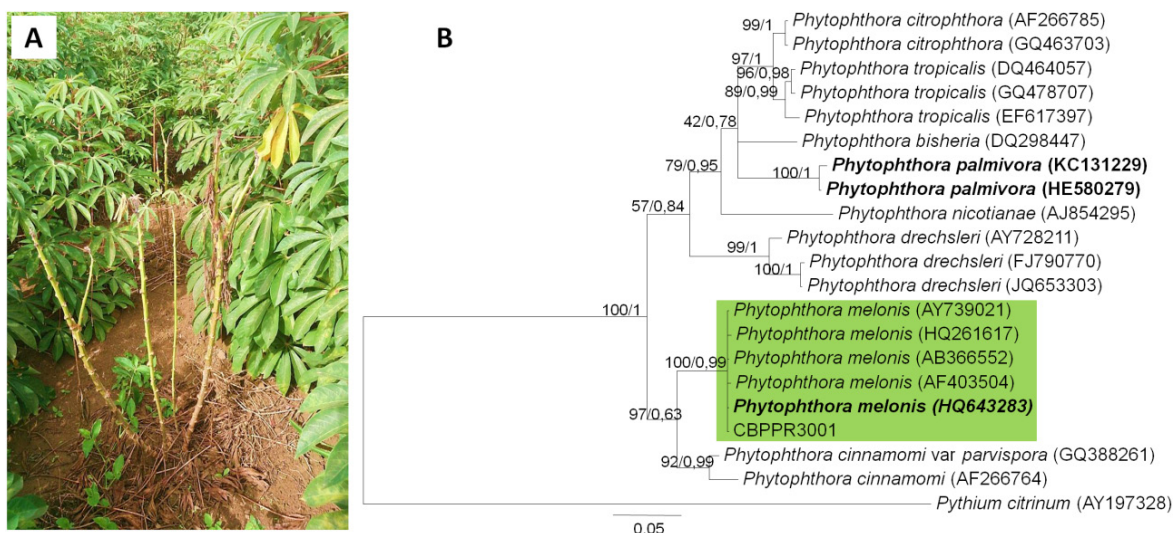 A
B
Phytophthora citrophthora (AF266785)
99/1
Phytophthora citrophthora (GQ463703)
97/1
Phytophthora tropicalis (DQ464057)
96/0,98
89/0,99
Phytophthora tropicalis (GQ478707)
Phytophthora tropicalis (EF617397)
42/0,78
Phytophthora bisheria (DQ298447)
79/0,95
100/1
Phytophthora palmivora (KC131229)
Phytophthora palmivora (HE580279)
57/0,84
Phytophthora nicotianae (AJ854295)
99/1
Phytophthora drechsleri (AY728211)
100/1
Phytophthora drechsleri (FJ790770)
Phytophthora drechsleri (JQ653303)
100/1
Phytophthora melonis (AY739021)
Phytophthora melonis (HQ261617)
100/0,99
Phytophthora melonis (AB366552)
Phytophthora melonis (AF403504)
97/0,63
Phytophthora melonis (HQ643283)
CBPPR3001
92/0,99
Phytophthora cinnamomi var parvispora (GQ388261)
Phytophthora cinnamomi (AF266764)
Pythium citrinum (AY197328)
0.05